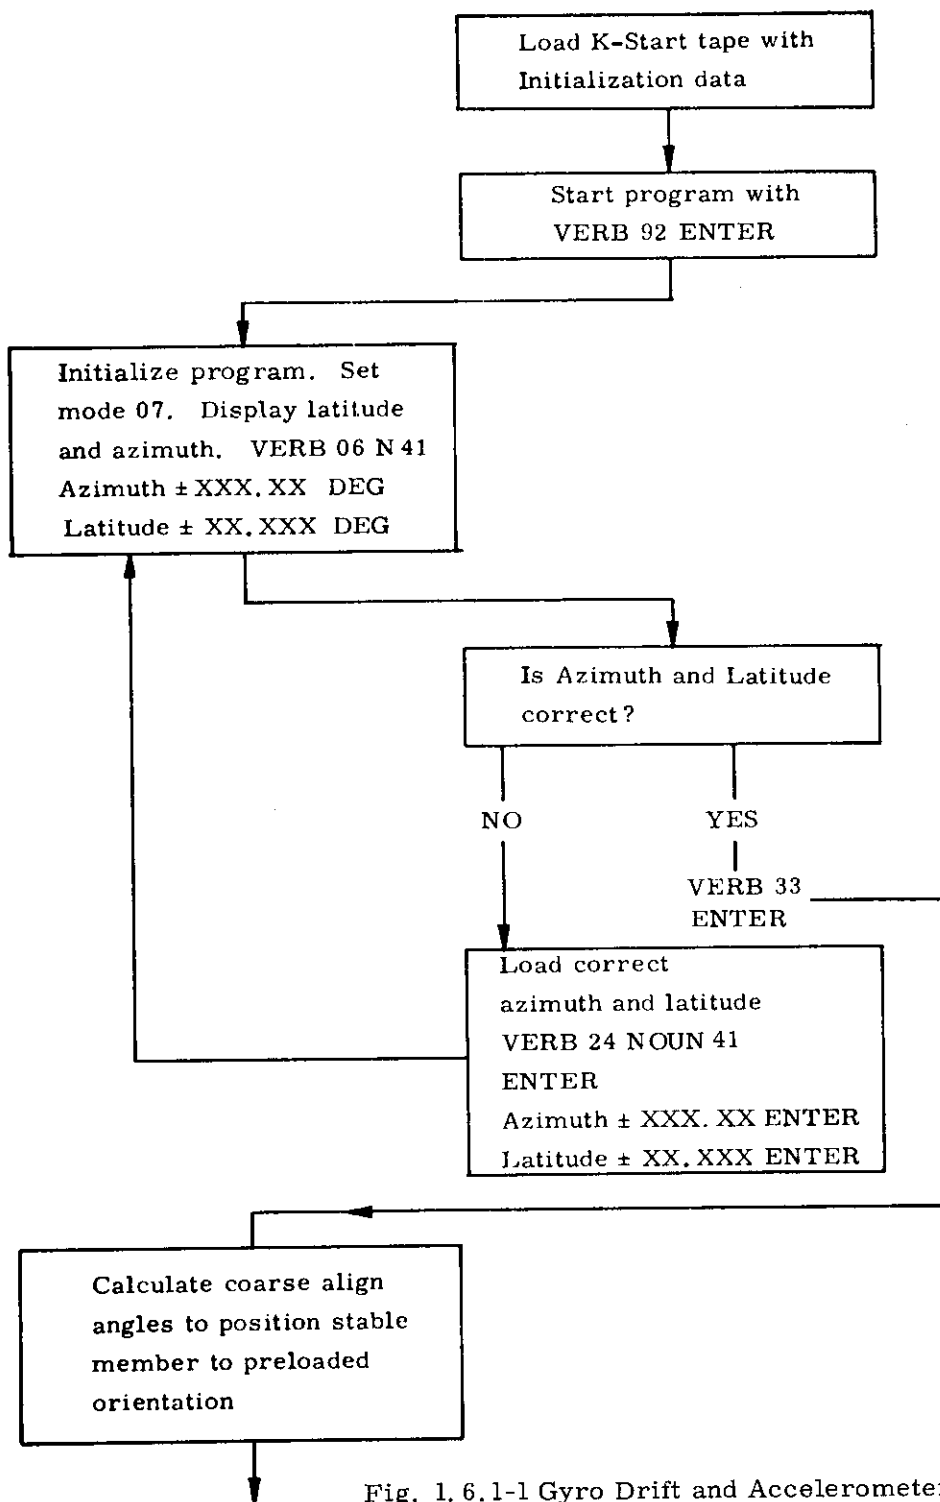 Load K-Start tape with
Initialization data
Start program with
VERB 92 ENTER
Initialize program. Set
mode 07. Display latitude
and azimuth. VERB 06 N 41
Azimuth ± XXX.XX DEG
Latitude ± XX.XXX DEG
Is Azimuth and Latitude
correct?
NO
YES
VERB 33
ENTER
Load correct
azimuth and latitude
VERB 24 NOUN 41
ENTER
Azimuth ± XXX.XX ENTER
Latitude ± XX.XXX ENTER
Calculate coarse align
angles to position stable
member to preloaded
orientation
Fig. 1.6.1-1 Gyro Drift and Accelerometer